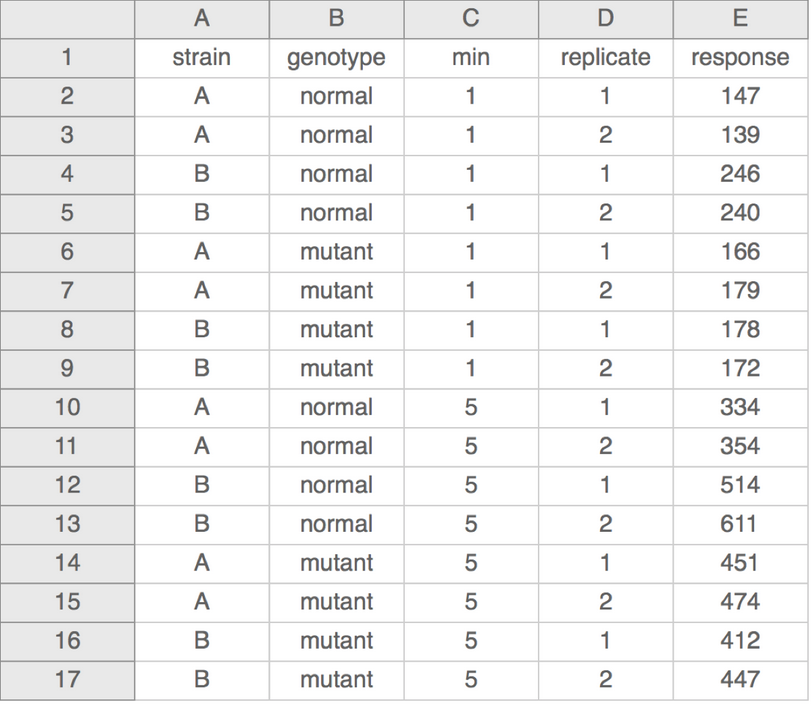 A B C D E
1 strain genotype min replicate response
2 A normal 1 1 147
3 A normal 1 2 139
4 B normal 1 1 246
5 B normal 1 2 240
6 A mutant 1 1 166
7 A mutant 1 2 179
8 B mutant 1 1 178
9 B mutant 1 2 172
10 A normal 5 1 334
11 A normal 5 2 354
12 B normal 5 1 514
13 B normal 5 2 611
14 A mutant 5 1 451
15 A mutant 5 2 474
16 B mutant 5 1 412
17 B mutant 5 2 447